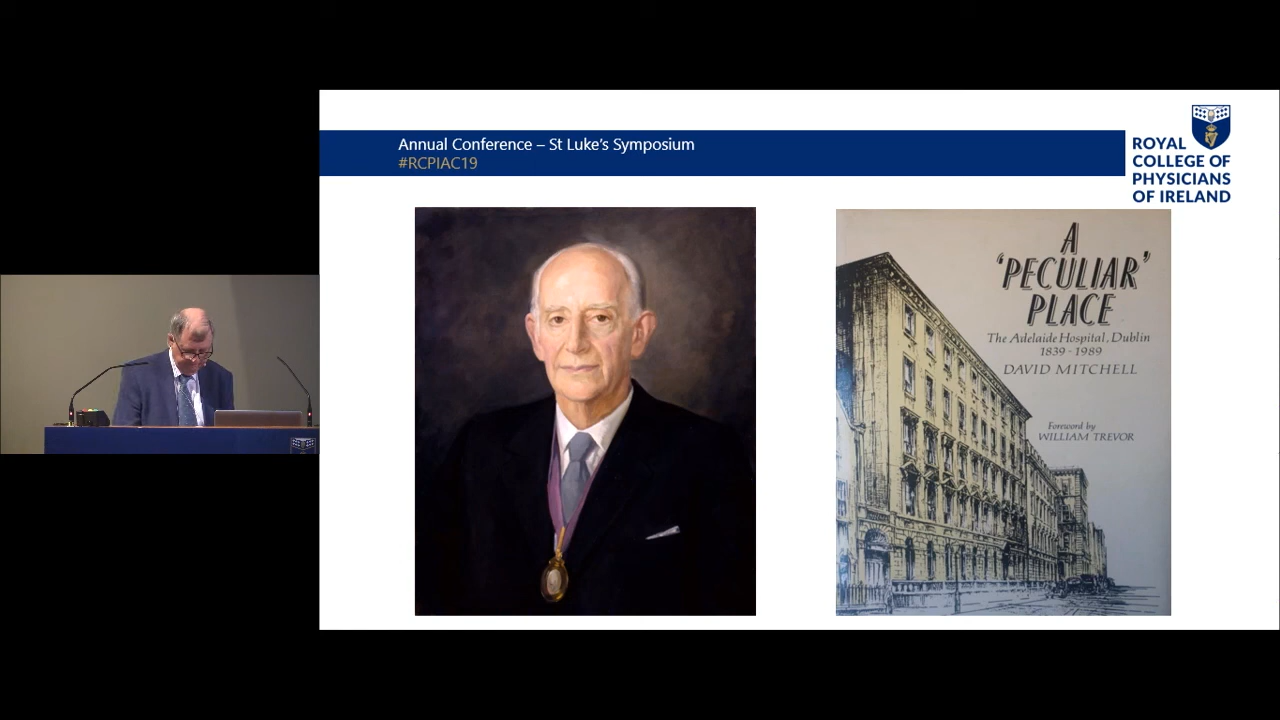 Annual Conference – St Luke's Symposium
#RCPIAC19
ROYAL
COLLEGE OF
PHYSICIANS
OF IRELAND
A
'PECULIAR'
PLACE
The Adelaide Hospital, Dublin
1839 - 1989
DAVID MITCHELL
Foreword by
WILLIAM TREVOR